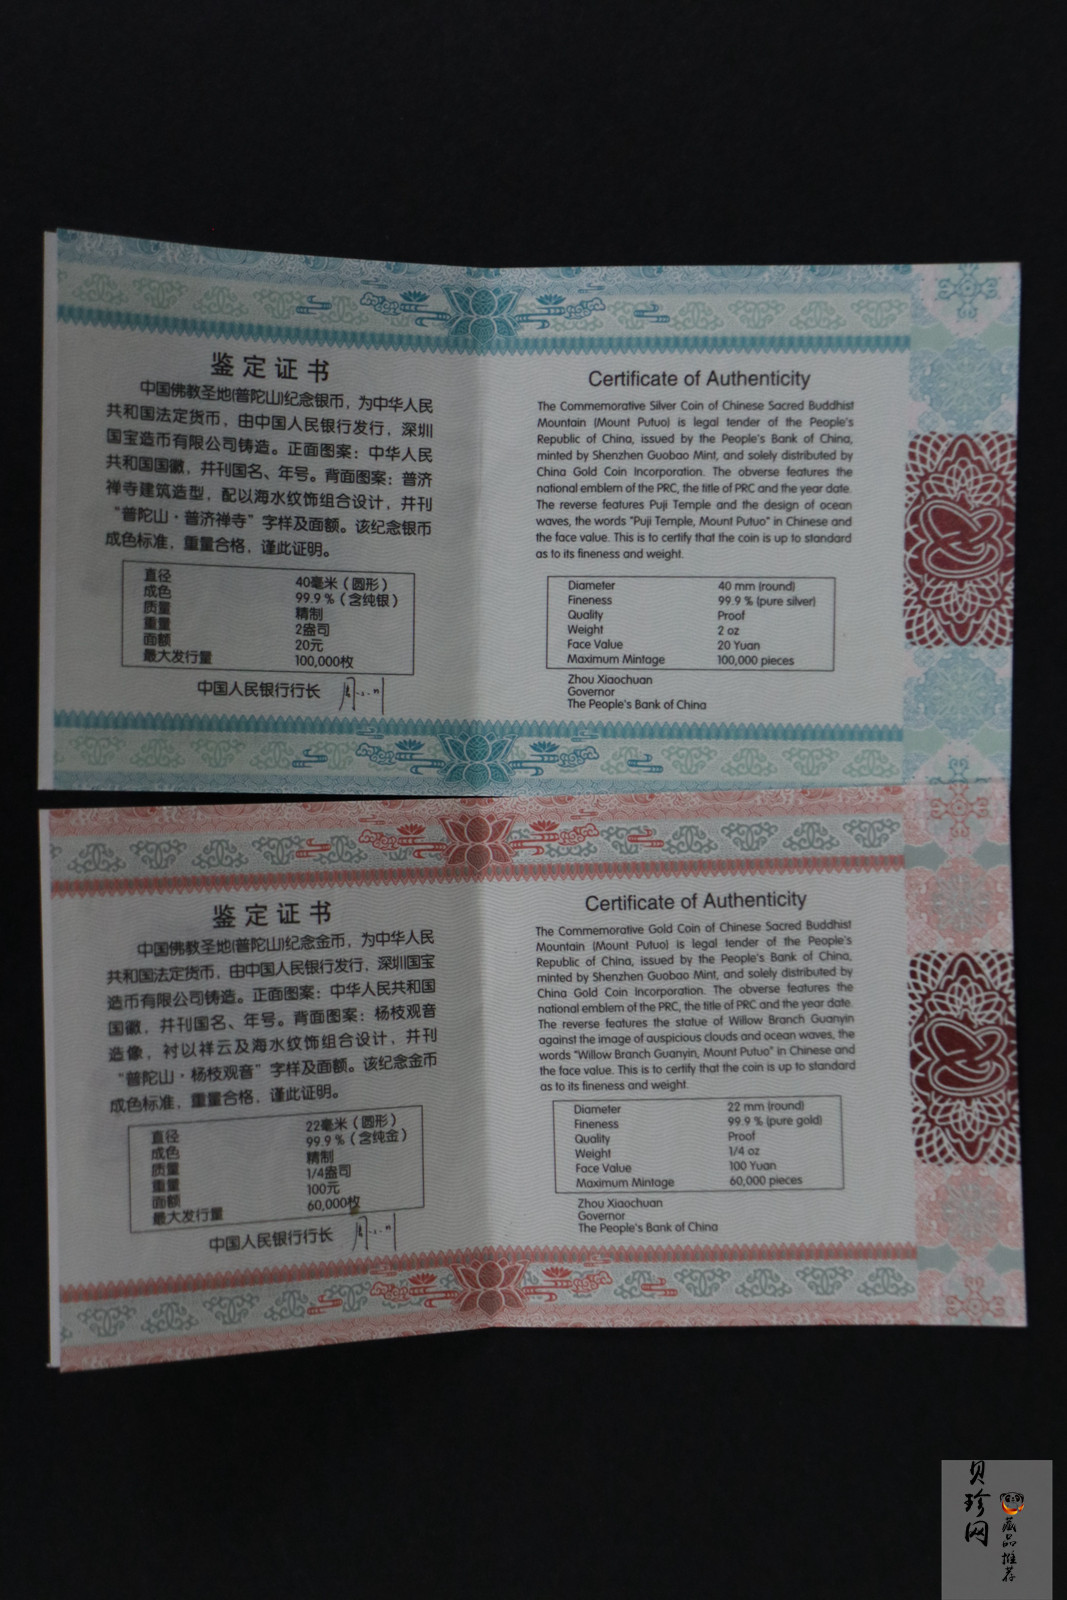 鉴定证书
中国佛教圣地(普陀山)纪念银币，为中华人民
共和国法定货币，由中国人民银行发行，深圳
国宝造币有限公司铸造。正面图案：中华人民
共和国国徽，并刊国名、年号。背面图案：普济
禅寺建筑造型，配以海水纹饰组合设计，并刊
“普陀山·普济禅寺”字样及面额。该纪念银币
成色标准，重量合格，谨此证明。
直径 40毫米（圆形）
成色 99.9%（含纯银）
质量 精制
重量 2盎司
面额 20元
最大发行量 100,000枚
中国人民银行行长
Certificate of Authenticity
The Commemorative Silver Coin of Chinese Sacred Buddhist
Mountain (Mount Putuo) is legal tender of the People's
Republic of China, issued by the People's Bank of China,
minted by Shenzhen Guobao Mint, and solely distributed by
China Gold Coin Incorporation. The obverse features the
national emblem of the PRC, the title of PRC and the year date.
The reverse features Puji Temple and the design of ocean
waves, the words "Puji Temple, Mount Putuo" in Chinese and
the face value. This is to certify that the coin is up to standard
as to its fineness and weight.
Diameter 40 mm (round)
Fineness 99.9 % (pure silver)
Quality Proof
Weight 2 oz
Face Value 20 Yuan
Maximum Mintage 100,000 pieces
Zhou Xiaochuan
Governor
The People's Bank of China
鉴定证书
中国佛教圣地(普陀山)纪念金币，为中华人民
共和国法定货币，由中国人民银行发行，深圳国宝
造币有限公司铸造。正面图案：中华人民共和国
国徽，并刊国名、年号。背面图案：杨枝观音
造像，衬以祥云及海水纹饰组合设计，并刊
“普陀山·杨枝观音”字样及面额。该纪念金币
成色标准，重量合格，谨此证明。
直径 22毫米（圆形）
成色 99.9%（含纯金）
质量 精制
重量 1/4盎司
面额 100元
最大发行量 60,000枚
中国人民银行行长
Certificate of Authenticity
The Commemorative Gold Coin of Chinese Sacred Buddhist
Mountain (Mount Putuo) is legal tender of the People's
Republic of China, issued by the People's Bank of China,
minted by Shenzhen Guobao Mint, and solely distributed by
China Gold Coin Incorporation. The obverse features the
national emblem of the PRC, the title of PRC and the year date.
The reverse features the statue of Willow Branch Guanyin
against the image of auspicious clouds and ocean waves, the
words "Willow Branch Guanyin, Mount Putuo" in Chinese and
the face value. This is to certify that the coin is up to standard
as to its fineness and weight.
Diameter 22 mm (round)
Fineness 99.9 % (pure gold)
Quality Proof
Weight 1/4 oz
Face Value 100 Yuan
Maximum Mintage 60,000 pieces
Zhou Xiaochuan
Governor
The People's Bank of China
贝珍网
藏品推荐